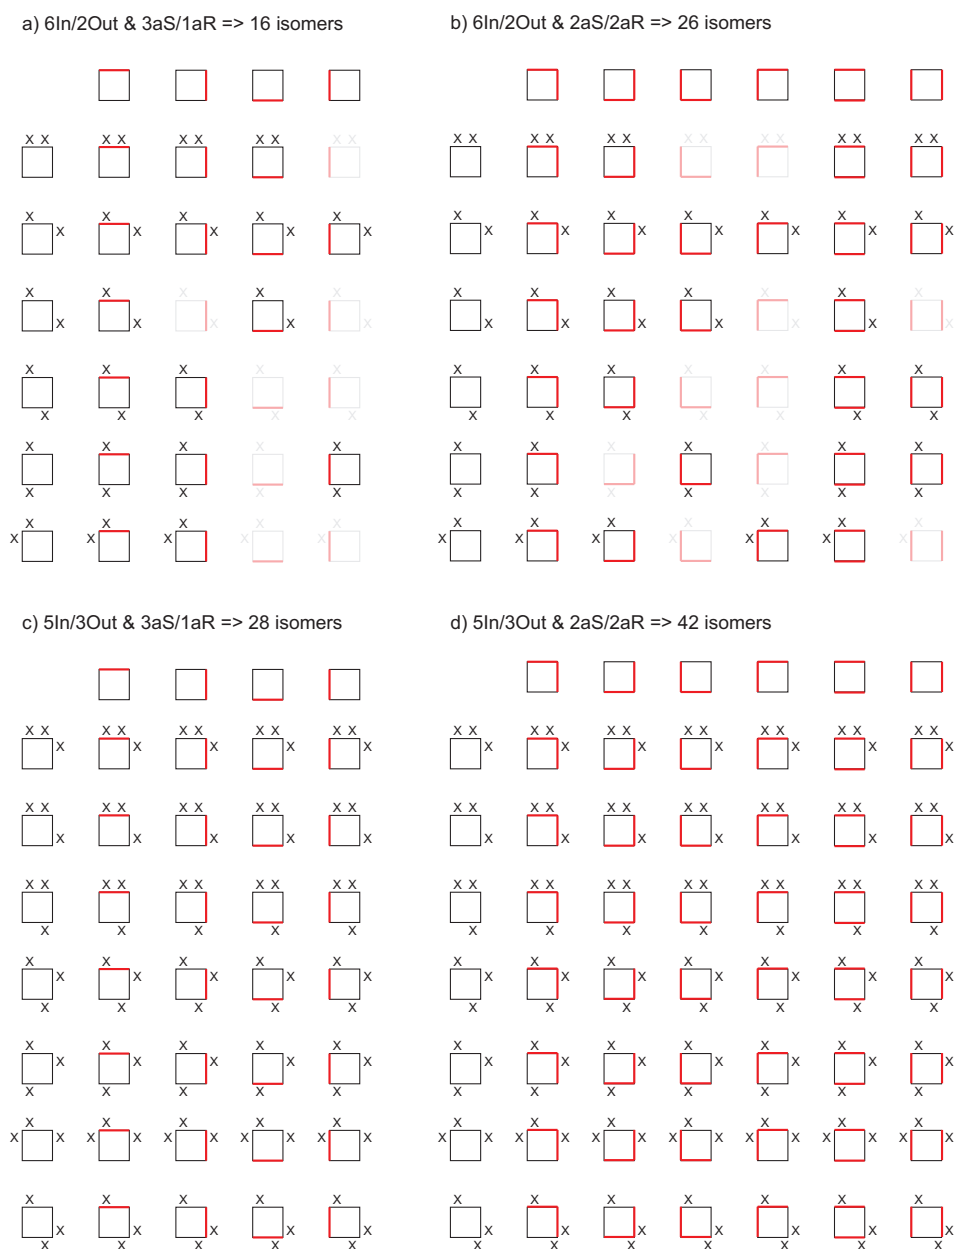 a) 6In/2Out & 3aS/1aR => 16 isomers
X X X X X X X X X X
X X X X X
X X X X X
X X X X X
X X X X X
X X X X X
X X X X X
X X X X X
X X X X X
X X X X X
X X X X X
b) 6In/2Out & 2aS/2aR => 26 isomers
X X X X X X X X X X X X X X
X X X X X X X
X X X X X X X
X X X X X X X
X X X X X X X
X X X X X X X
X X X X X X X
X X X X X X X
X X X X X X X
X X X X X X X
X X X X X X X
c) 5In/3Out & 3aS/1aR => 28 isomers
X X X X X X X X X X
X X X X X
X X X X X X X X X X
X X X X X
X X X X X X X X X X
X X X X X
X X X X X
X X X X X
X X X X X
X X X X X
X X X X X
X X X X X
X X X X X
X X X X X X X X X X
X X X X X
X X X X X
X X X X X
d) 5In/3Out & 2aS/2aR => 42 isomers
X X X X X X X X X X X X X X
X X X X X X X
X X X X X X X X X X X X X X
X X X X X X X
X X X X X X X X X X X X X X
X X X X X X X
X X X X X X X
X X X X X X X
X X X X X X X
X X X X X X X
X X X X X X X
X X X X X X X
X X X X X X X
X X X X X X X X X X X X X X
X X X X X X X
X X X X X X X
X X X X X X X